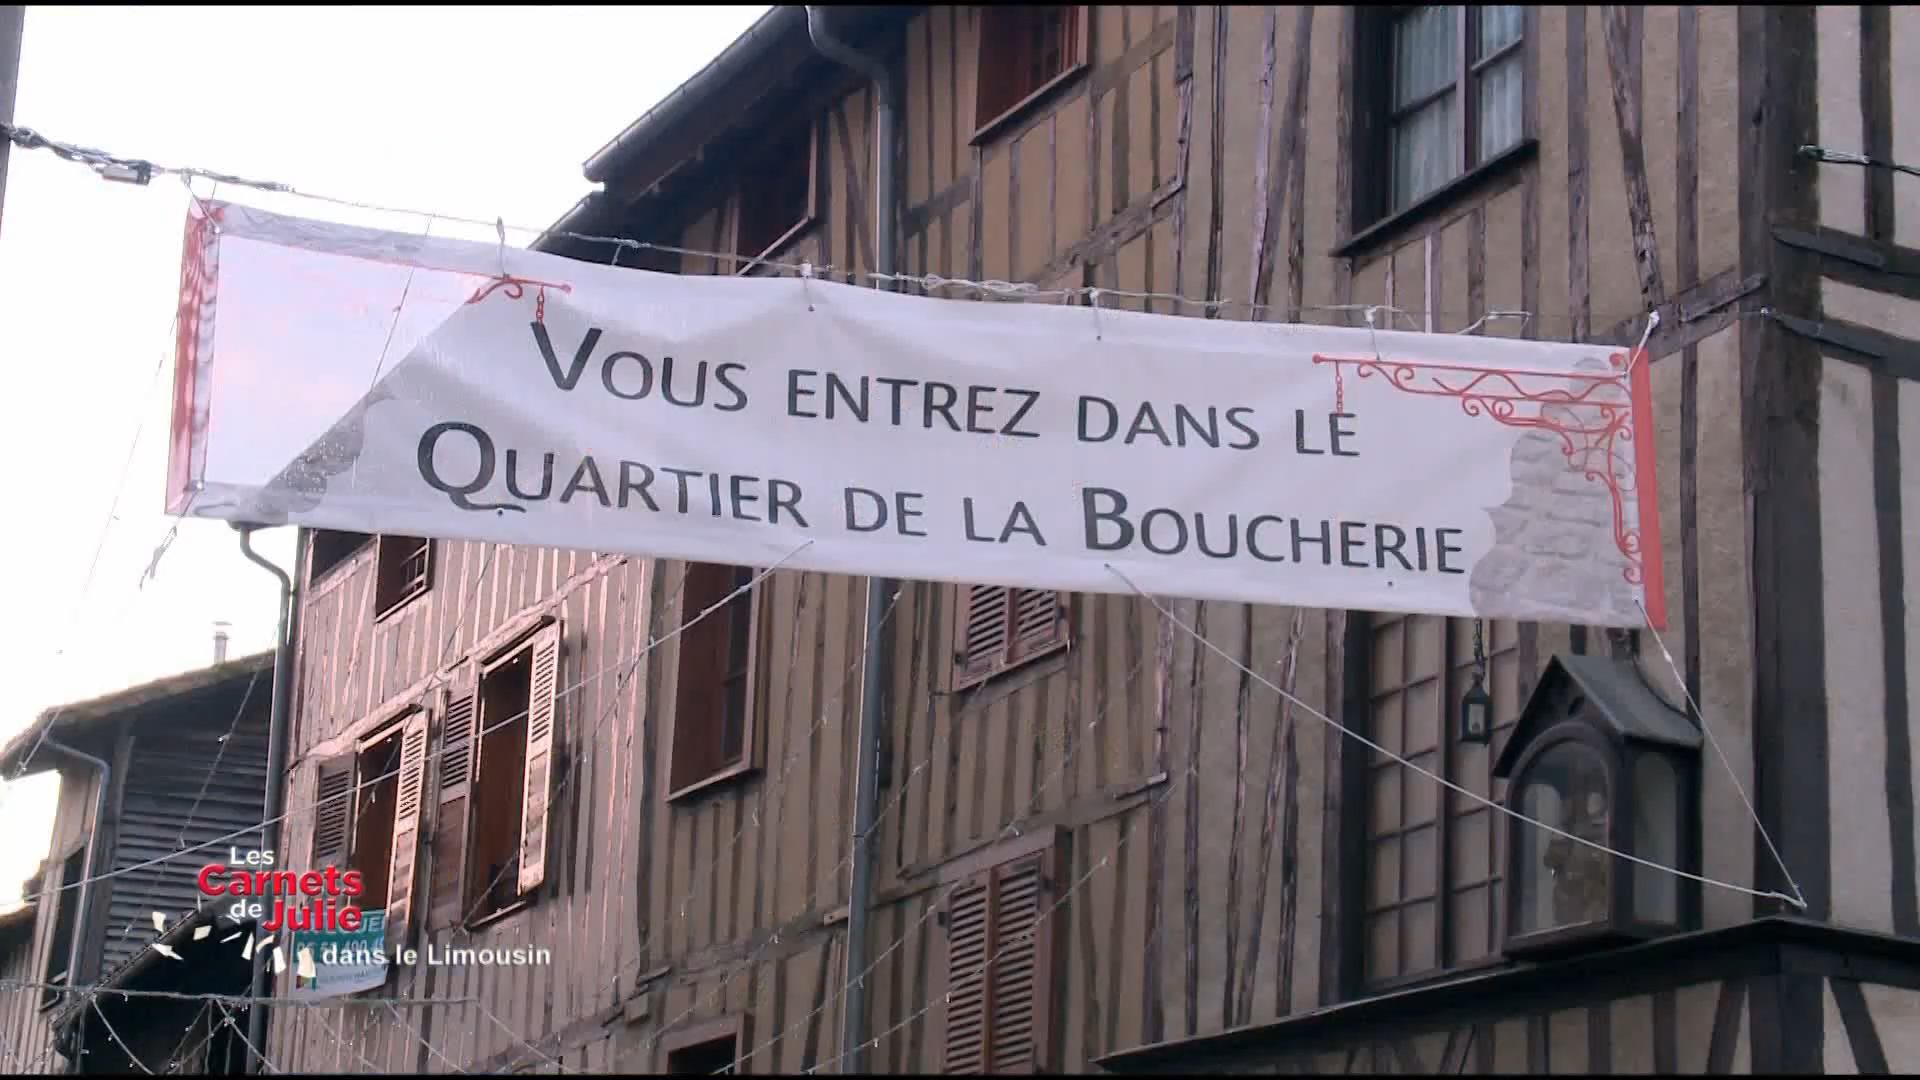 Vous entrez dans le
Quartier de la Boucherie
Les
Carnets
de Julie
dans le Limousin